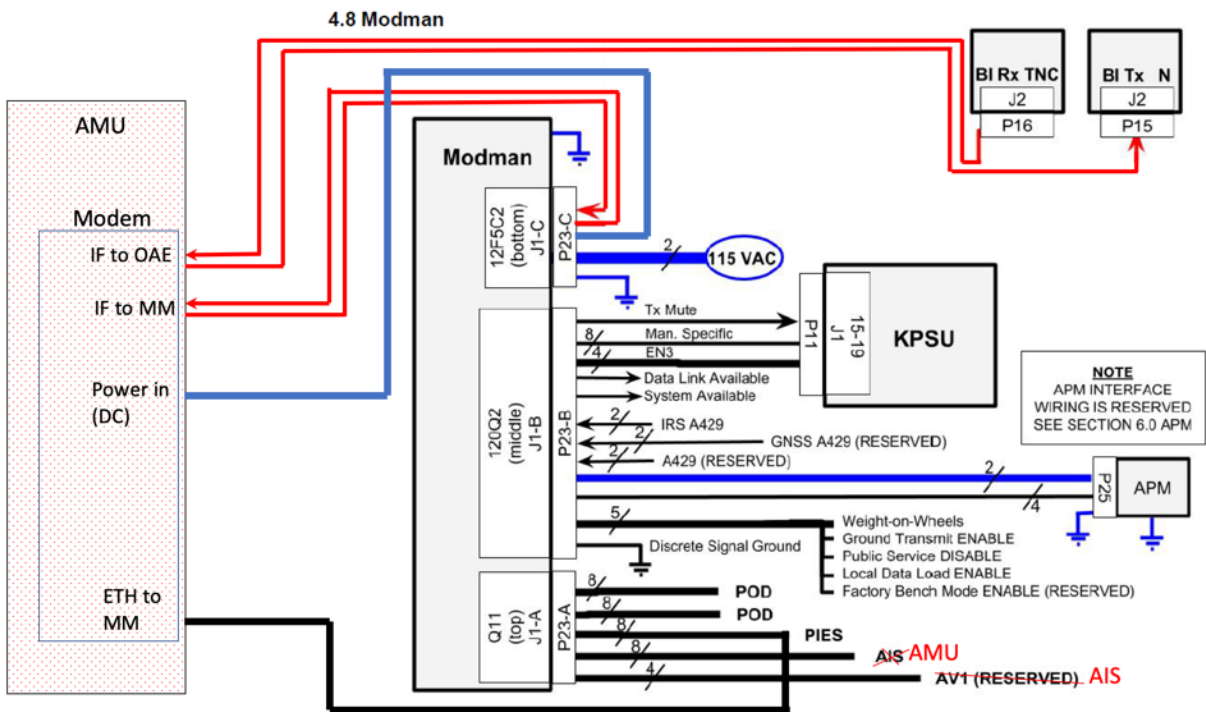 4.8 Modman
BI Rx TNC
J2
P16
BI Tx N
J2
P15
AMU
Modem
IF to OAE
IF to MM
Power in
(DC)
ETH to
MM
Modman
12F5C2
(bottom)
J1-C
P23-C
2
115 VAC
120Q2
(middle)
J1-B
P23-B
Tx Mute
8
Man. Specific
4
EN3
Data Link Available
System Available
2
IRS A429
2
GNSS A429 (RESERVED)
2
A429 (RESERVED)
P11
15-19
J1
KPSU
NOTE
APM INTERFACE
WIRING IS RESERVED
SEE SECTION 6.0 APM
2
4
P25
APM
5
Weight-on-Wheels
Ground Transmit ENABLE
Public Service DISABLE
Local Data Load ENABLE
Factory Bench Mode ENABLE (RESERVED)
Discrete Signal Ground
Q11
(top)
J1-A
P23-A
8
POD
8
POD
8
PIES
8
AIS AMU
4
AV1 (RESERVED) AIS